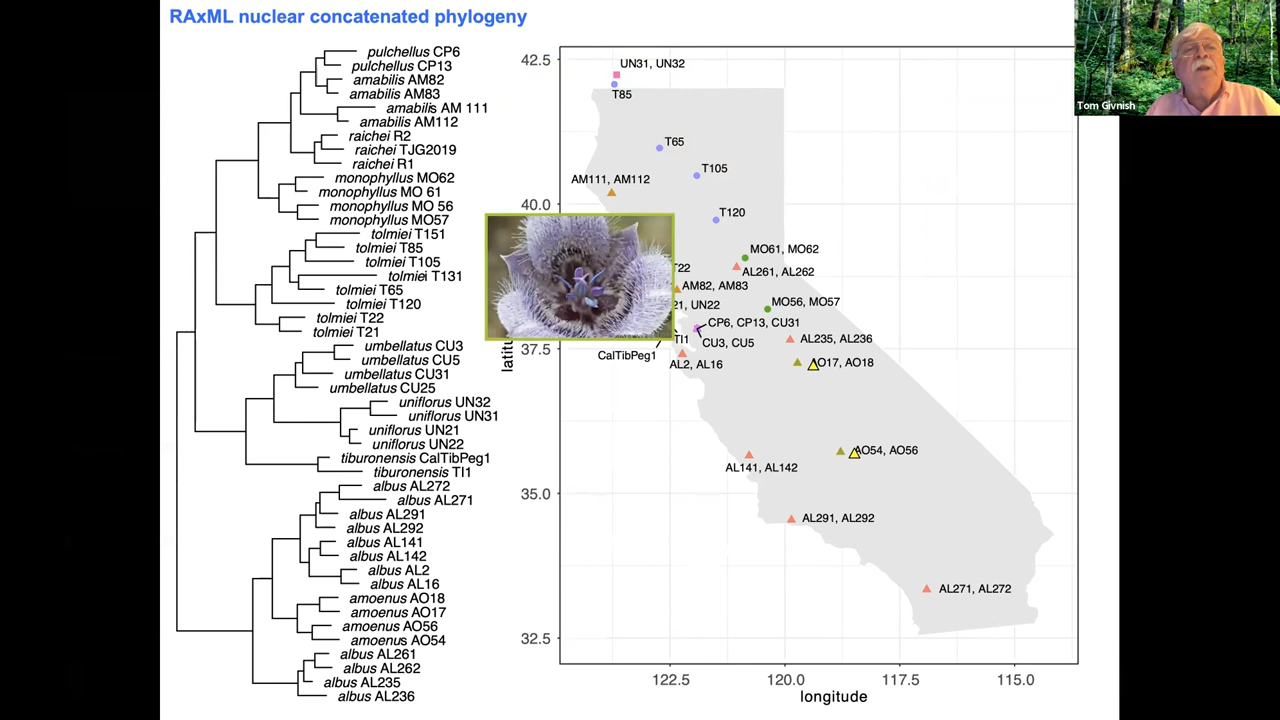 RAxML nuclear concatenated phylogeny
pulchellus CP6
pulchellus CP13
amabilis AM82
amabilis AM83
amabilis AM 111
amabilis AM112
raichei R2
raichei TJG2019
raichei R1
monophyllus MO62
monophyllus MO 61
monophyllus MO 56
monophyllus MO57
tolmiei T151
tolmiei T85
tolmiei T105
tolmiei T131
tolmiei T65
tolmiei T120
tolmiei T22
tolmiei T21
umbellatus CU3
umbellatus CU5
umbellatus CU31
umbellatus CU25
uniflorus UN32
uniflorus UN31
uniflorus UN21
uniflorus UN22
tiburonensis CalTibPeg1
tiburonensis TI1
albus AL272
albus AL271
albus AL291
albus AL292
albus AL141
albus AL142
albus AL2
albus AL16
amoenus AO18
amoenus AO17
amoenus AO56
amoenus AO54
albus AL261
albus AL262
albus AL235
albus AL236
42.5
40.0
37.5
35.0
32.5
UN31, UN32
T85
T65
T105
AM111, AM112
T120
MO61, MO62
T22
AL261, AL262
AM82, AM83
21, UN22
MO56, MO57
CP6, CP13, CU31
TI1
CU3, CU5
AL235, AL236
CalTibPeg1
AL2, AL16
AO17, AO18
AO54, AO56
AL141, AL142
AL291, AL292
AL271, AL272
122.5
120.0
117.5
115.0
longitude
Tom Givnish